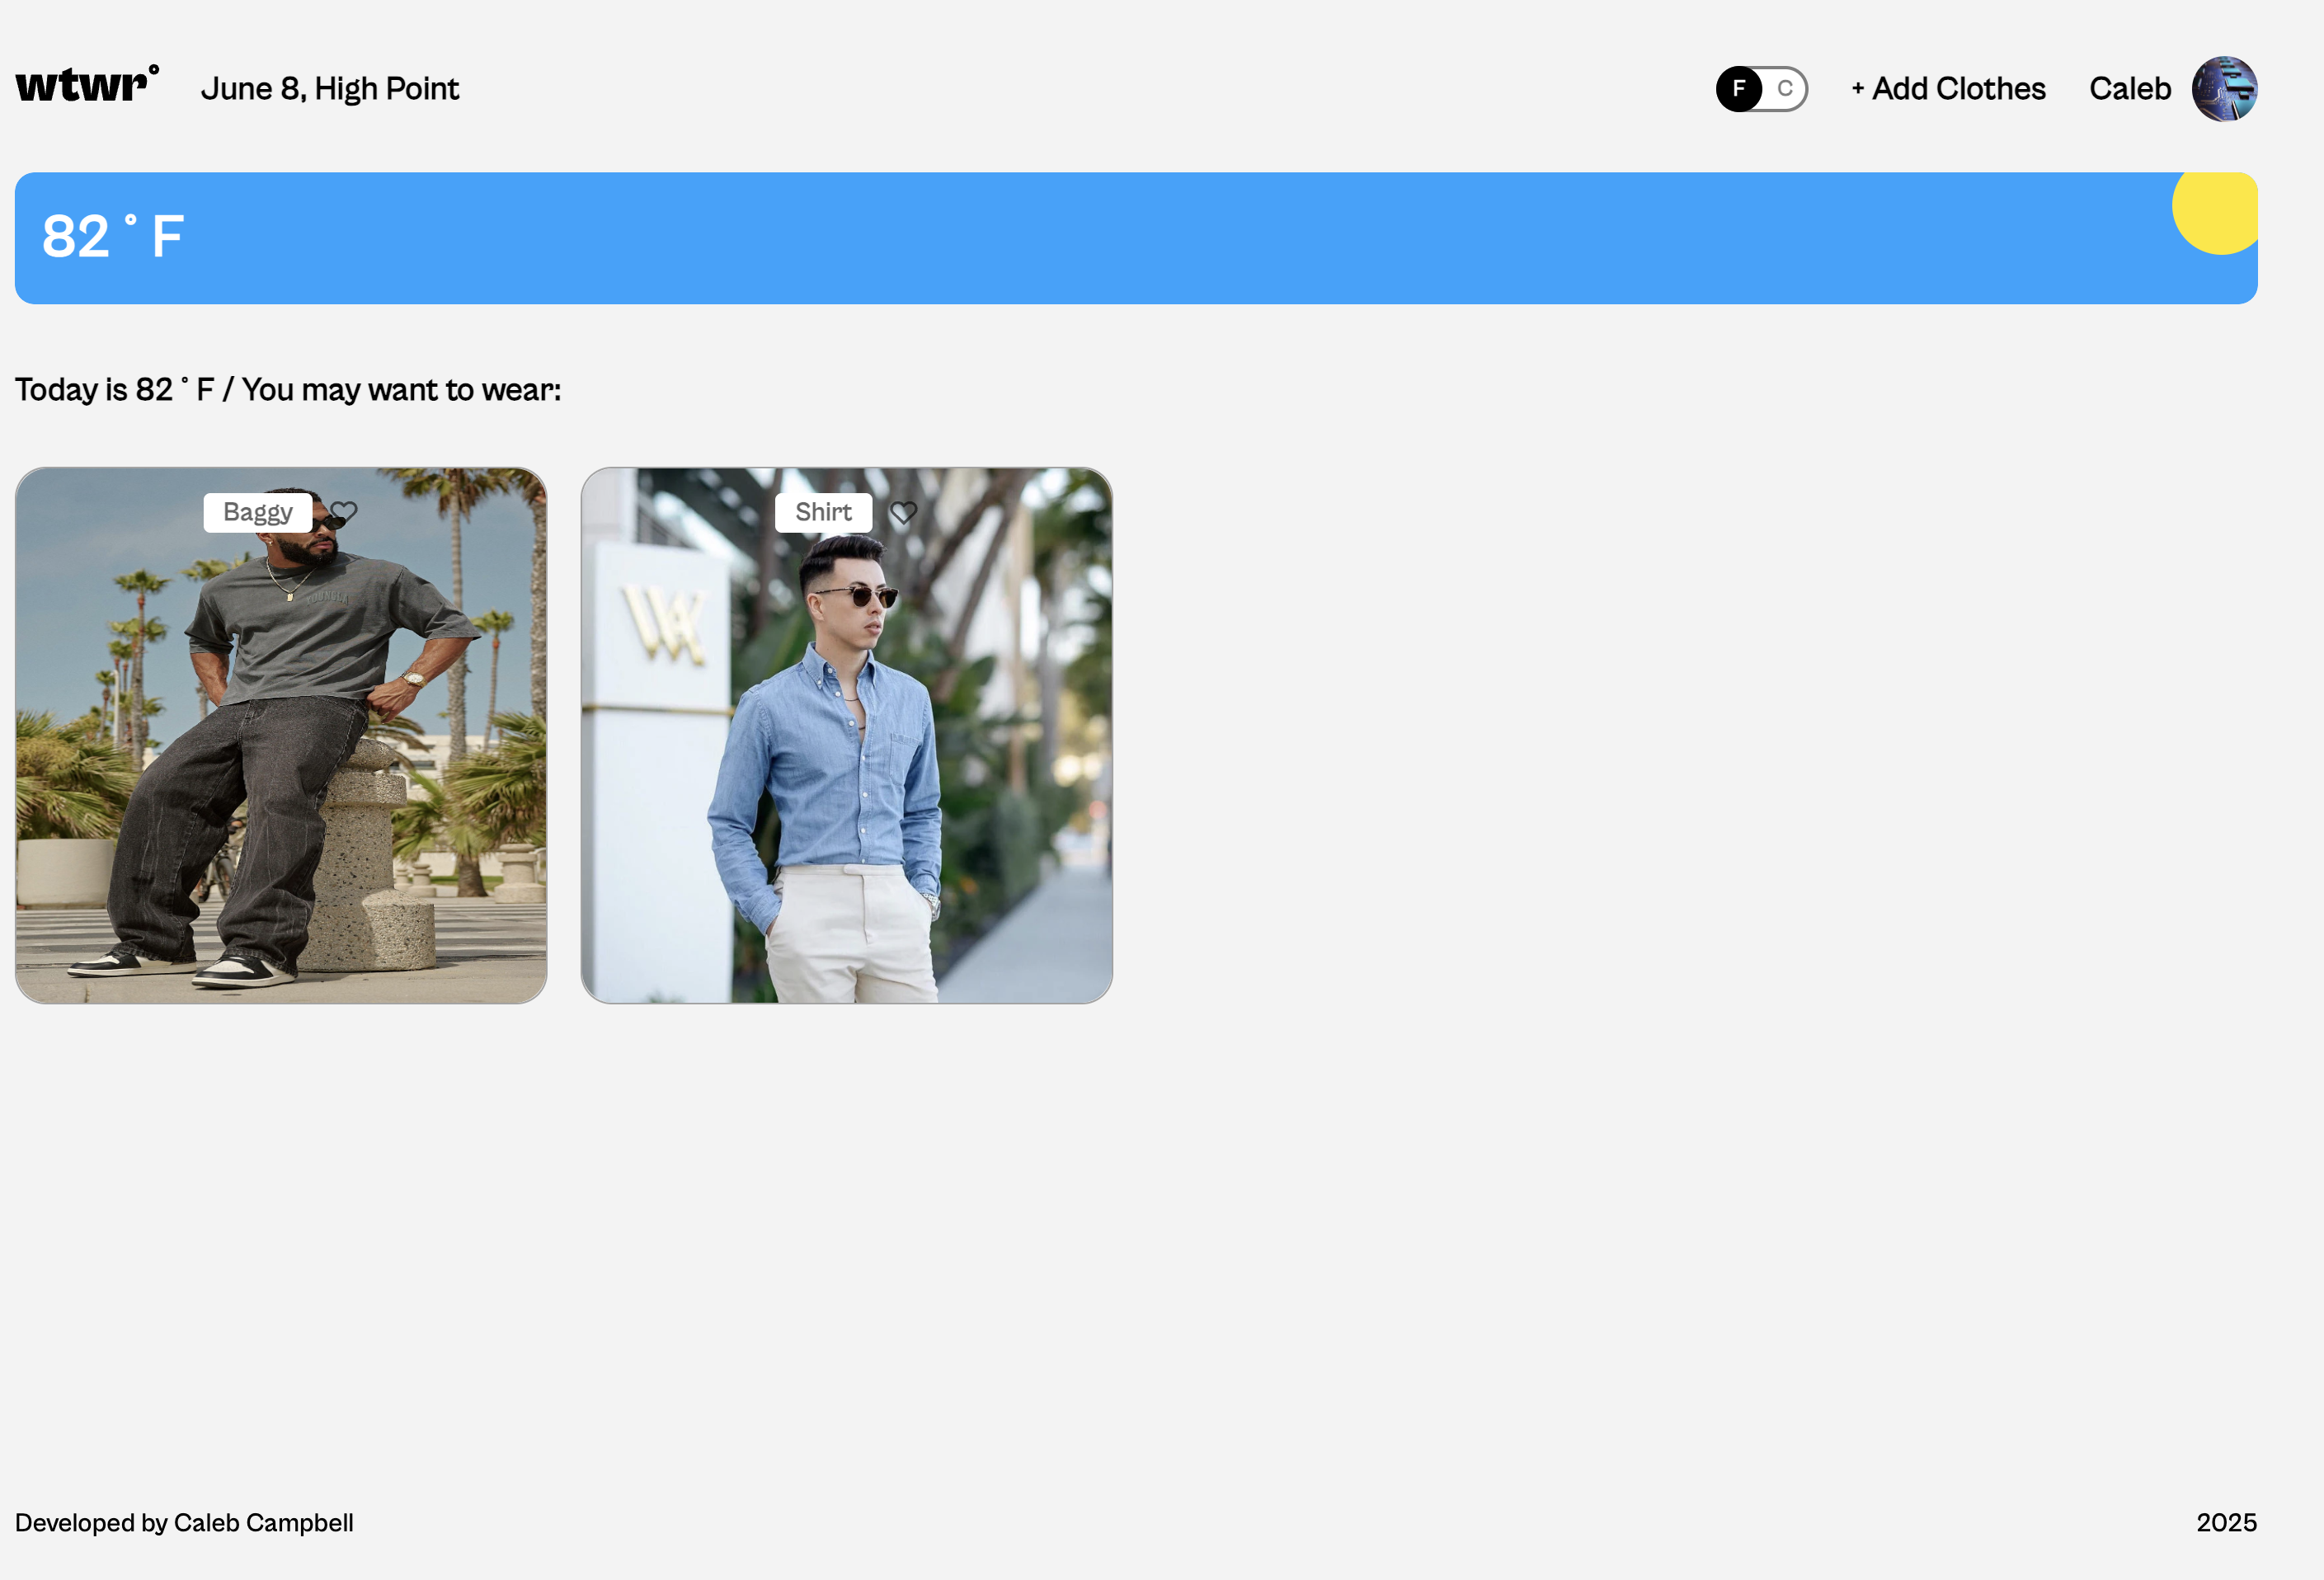 wtwr°
June 8, High Point
F C
+ Add Clothes
Caleb
82 ° F
Today is 82 ° F / You may want to wear:
Baggy
Shirt
YOUNGLA
W
Developed by Caleb Campbell
2025